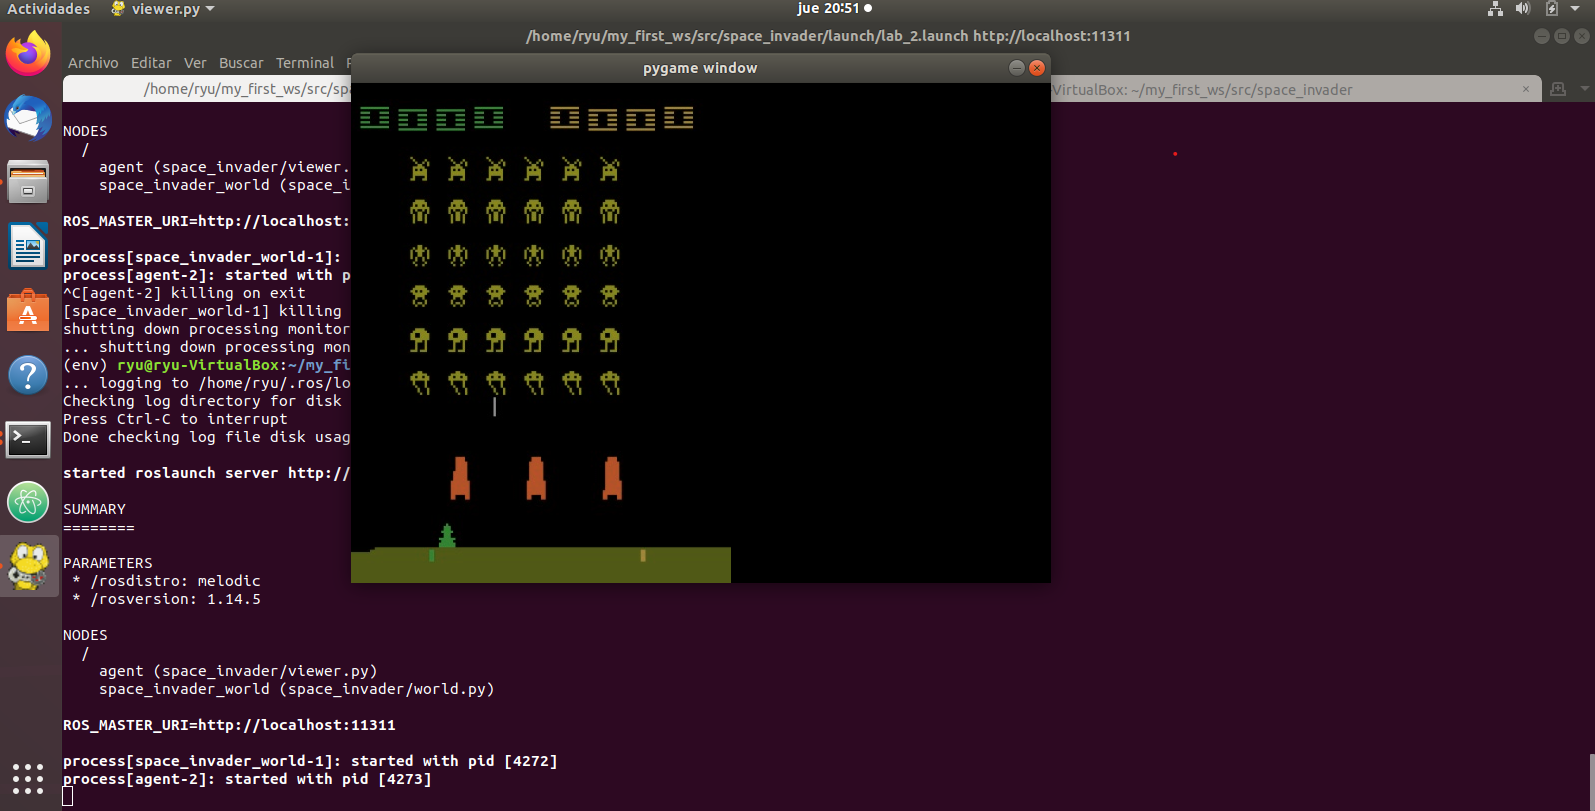 Actividades viewer.py jue 20:51
/home/ryu/my_first_ws/src/space_invader/launch/lab_2.launch http://localhost:11311
Archivo Editar Ver Buscar Terminal
pygame window
/home/ryu/my_first_ws/src/sp
VirtualBox: ~/my_first_ws/src/space_invader ×
0000 0000
NODES
/
agent (space_invader/viewer.
space_invader_world (space_i
ROS_MASTER_URI=http://localhost:
process[space_invader_world-1]:
process[agent-2]: started with p
^C[agent-2] killing on exit
[space_invader_world-1] killing
shutting down processing monitor
... shutting down processing mon
(env) ryu@ryu-VirtualBox:~/my_fi
... logging to /home/ryu/.ros/lo
Checking log directory for disk
Press Ctrl-C to interrupt
Done checking log file disk usag
started roslaunch server http://
SUMMARY
========
PARAMETERS
* /rosdistro: melodic
* /rosversion: 1.14.5
NODES
/
agent (space_invader/viewer.py)
space_invader_world (space_invader/world.py)
ROS_MASTER_URI=http://localhost:11311
process[space_invader_world-1]: started with pid [4272]
process[agent-2]: started with pid [4273]